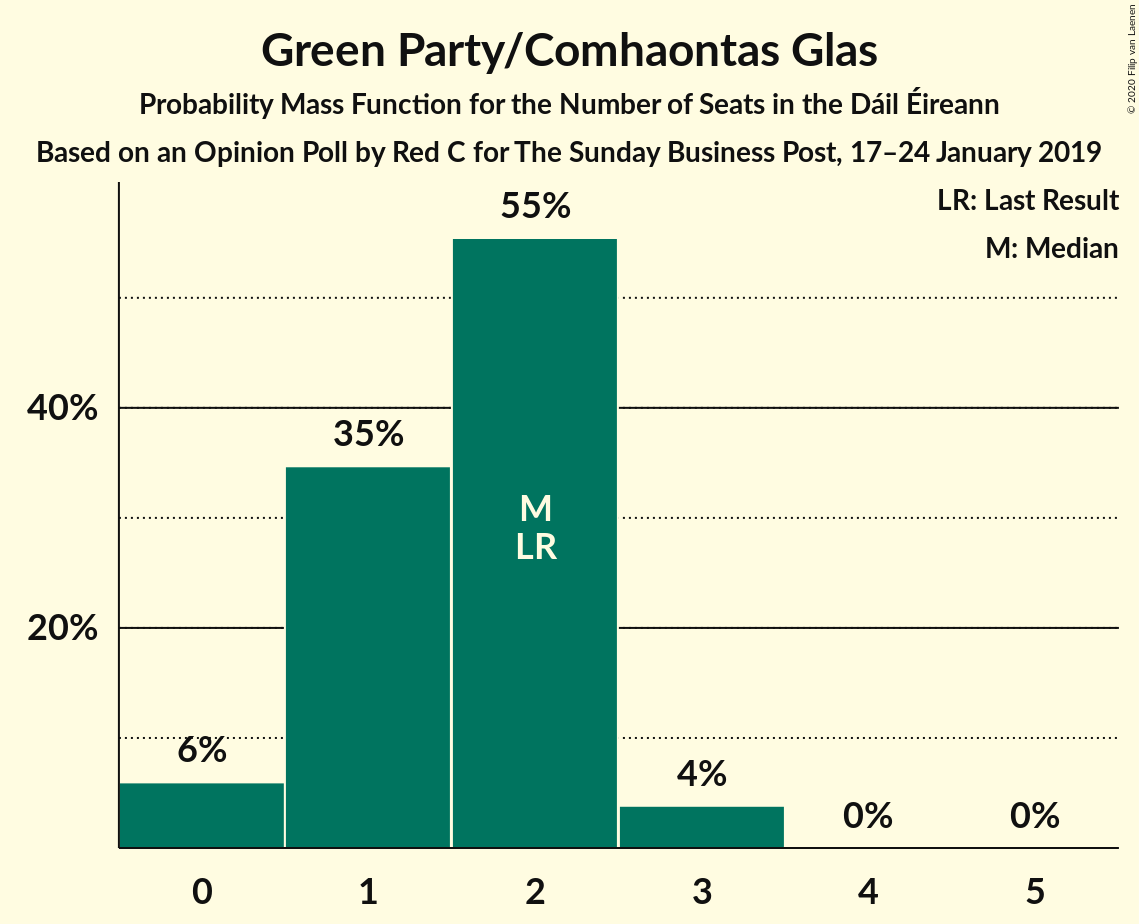 Green Party/Comhaontas Glas
Probability Mass Function for the Number of Seats in the Dáil Éireann
Based on an Opinion Poll by Red C for The Sunday Business Post, 17–24 January 2019
© 2020 Filip van Laenen
LR: Last Result
M: Median
55%
40%
35%
M
LR
20%
6%
4%
0%
0%
0
1
2
3
4
5